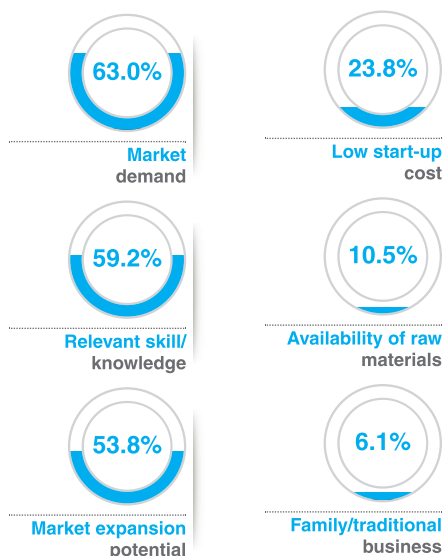 63.0%
Market
demand
23.8%
Low start-up
cost
59.2%
Relevant skill/
knowledge
10.5%
Availability of raw
materials
53.8%
Market expansion
potential
6.1%
Family/traditional
business